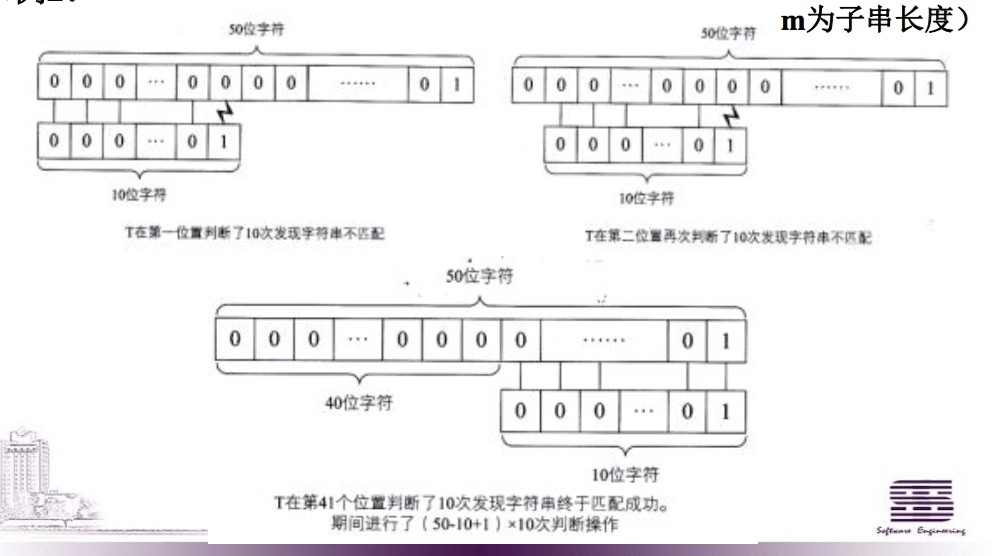 m为子串长度）
50位字符
0 0 0 ··· 0 0 0 0 ······ 0 1
0 0 0 ··· 0 1
10位字符
T在第一位置判断了10次发现字符串不匹配
50位字符
0 0 0 ··· 0 0 0 0 ······ 0 1
0 0 0 ··· 0 1
10位字符
T在第二位置再次判断了10次发现字符串不匹配
50位字符
0 0 0 ··· 0 0 0 0 ······ 0 1
40位字符
0 0 0 ··· 0 1
10位字符
T在第41个位置判断了10次发现字符串终于匹配成功。
期间进行了（50-10+1）×10次判断操作
Software Engineering